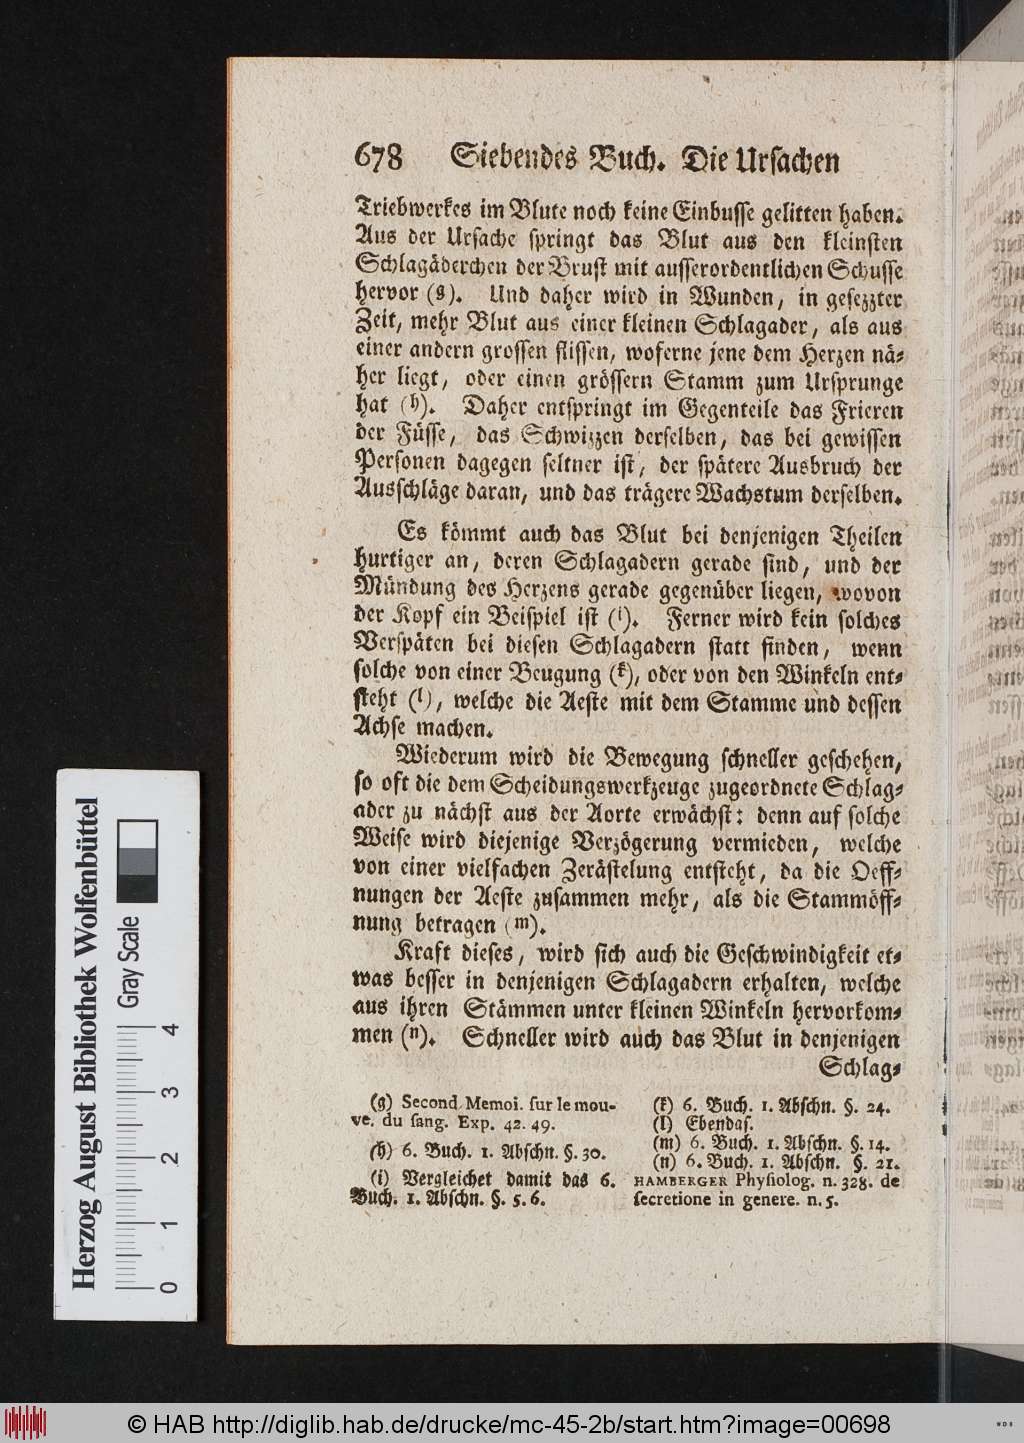 678 Siebendes Buch. Die Ursachen
Triebwerkes im Blute noch keine Einbusse gelitten haben.
Aus der Ursache springt das Blut aus den kleinsten
Schlagäderchen der Brust mit ausserordentlichen Schusse
hervor (g). Und daher wird in Wunden, in gesezzter
Zeit, mehr Blut aus einer kleinen Schlagader, als aus
einer andern grossen flissen, woferne jene dem Herzen nä-
her liegt, oder einen grössern Stamm zum Ursprunge
hat (h). Daher entspringt im Gegenteile das Frieren
der Füsse, das Schwizzen derselben, das bei gewissen
Personen dagegen seltner ist, der spätere Ausbruch der
Ausschläge daran, und das trägere Wachstum derselben.
Es kömmt auch das Blut bei denjenigen Theilen
hurtiger an, deren Schlagadern gerade sind, und der
Mündung des Herzens gerade gegenüber liegen, wovon
der Kopf ein Beispiel ist (i). Ferner wird kein solches
Verspäten bei diesen Schlagadern statt finden, wenn
solche von einer Beugung (k), oder von den Winkeln ent-
steht (l), welche die Aeste mit dem Stamme und dessen
Achse machen.
Wiederum wird die Bewegung schneller geschehen,
so oft die dem Scheidungswerkzeuge zugeordnete Schlag-
ader zu nächst aus der Aorte erwächst: denn auf solche
Weise wird diejenige Verzögerung vermieden, welche
von einer vielfachen Zerästelung entsteht, da die Oeff-
nungen der Aeste zusammen mehr, als die Stammöff-
nung betragen (m).
Kraft dieses, wird sich auch die Geschwindigkeit et-
was besser in denjenigen Schlagadern erhalten, welche
aus ihren Stämmen unter kleinen Winkeln hervorkom-
men (n). Schneller wird auch das Blut in denjenigen
Schlag-
(g) Second. Memoi. sur le mou-
ve. du sang. Exp. 42. 49.
(h) 6. Buch. 1. Abschn. §. 30.
(i) Vergleichet damit das 6.
Buch. 1. Abschn. §. 5. 6.
(k) 6. Buch. 1. Abschn. §. 24.
(l) Ebendas.
(m) 6. Buch. 1. Abschn. §. 14.
(n) 6. Buch. 1. Abschn. §. 21.
HAMBERGER Physiolog. n. 328. de
secretione in genere. n. 5.
Herzog August Bibliothek Wolfenbüttel
Gray Scale
0 1 2 3 4
© HAB http://diglib.hab.de/drucke/mc-45-2b/start.htm?image=00698